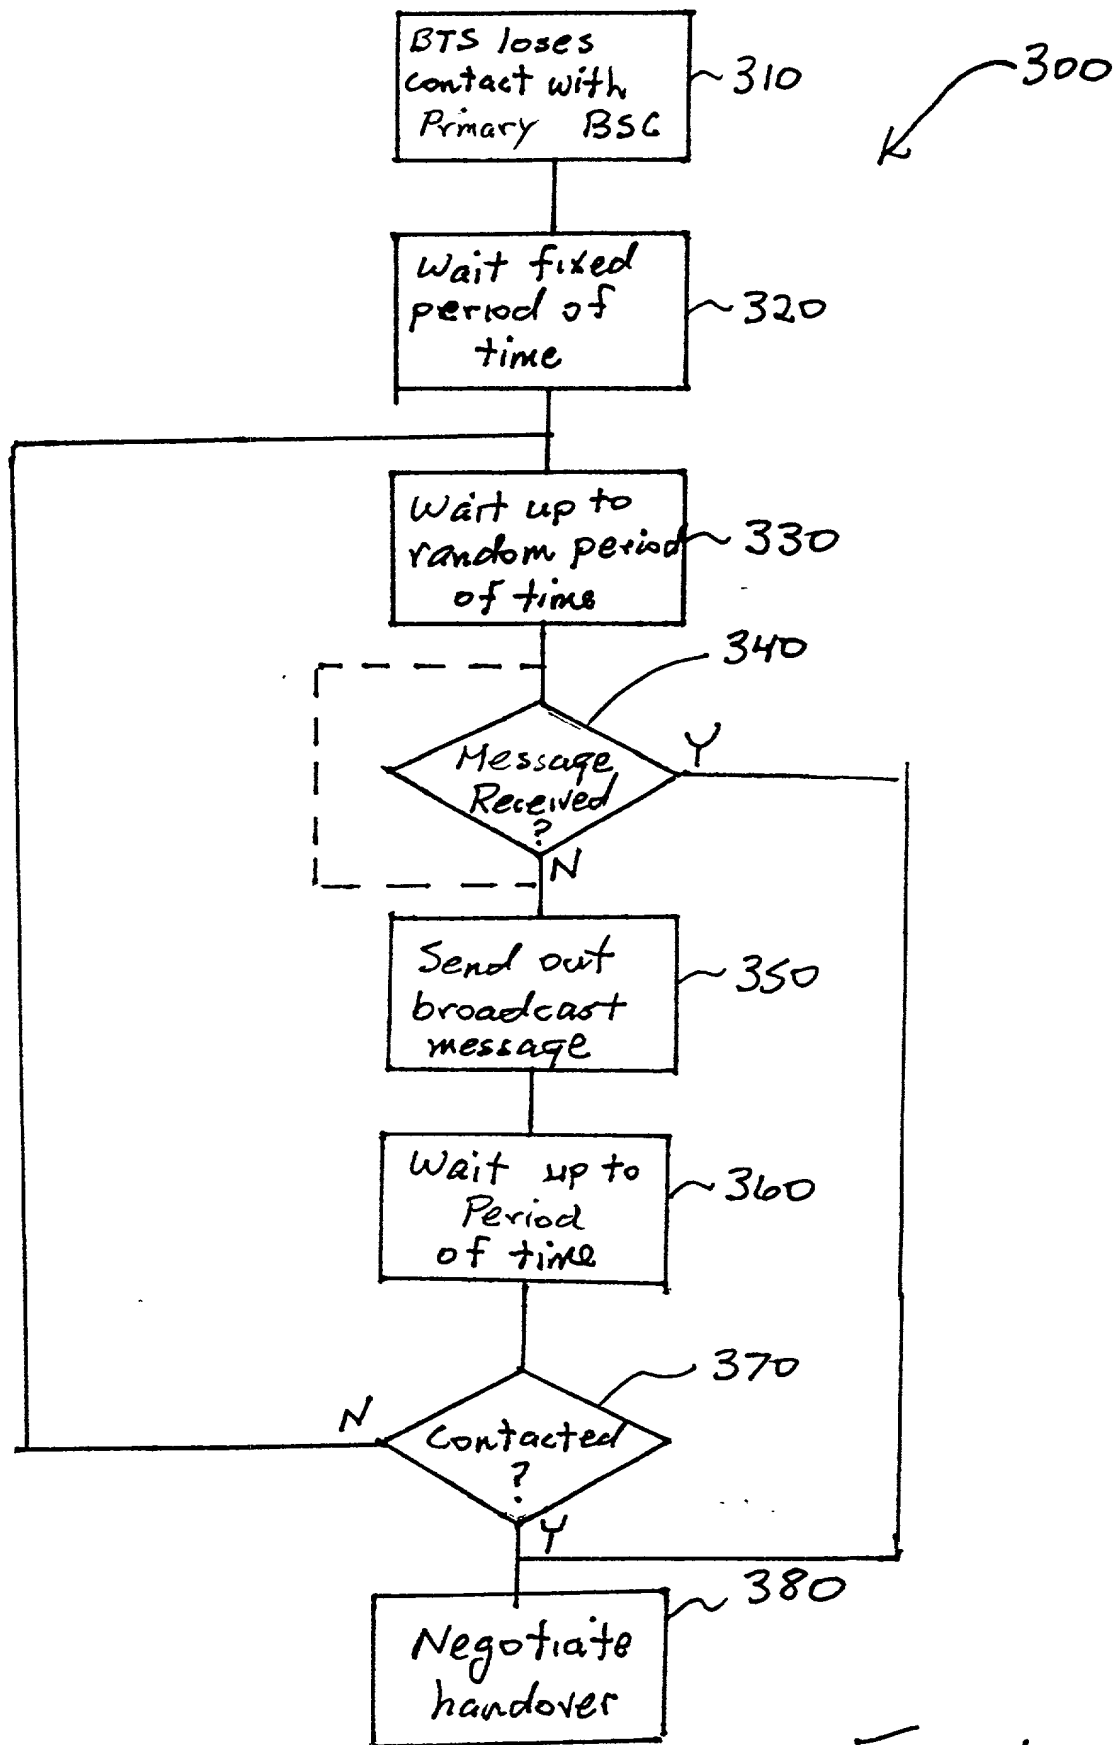 BTS loses
contact with
Primary BSC
310
300
Wait fixed
period of
time
320
Wait up to
random period
of time
330
340
Message
Received
?
Y
N
Send out
broadcast
message
350
Wait up to
Period
of time
360
370
N
Contacted
?
Y
380
Negotiate
handover